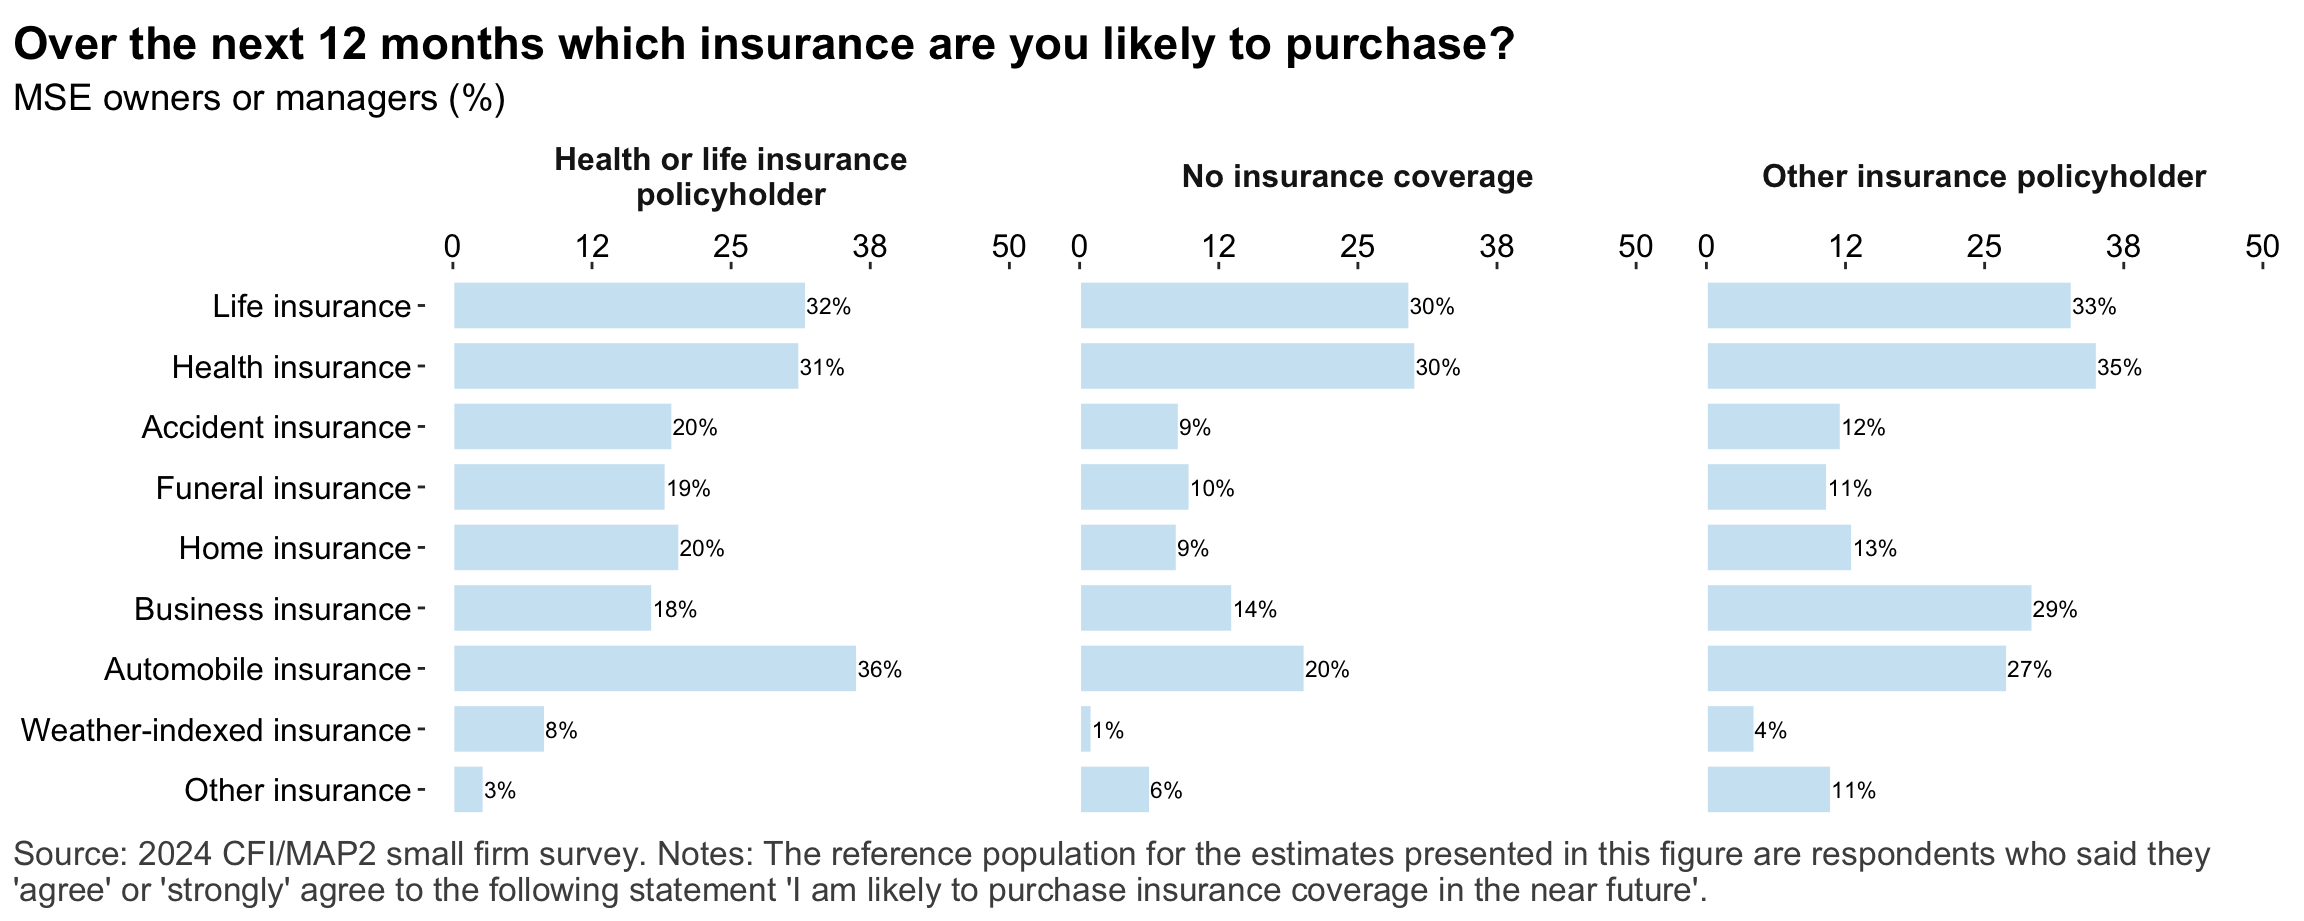 Over the next 12 months which insurance are you likely to purchase?
MSE owners or managers (%)
Health or life insurance
policyholder
No insurance coverage
Other insurance policyholder
0 12 25 38 50 0 12 25 38 50 0 12 25 38 50
Life insurance 32% 30% 33%
Health insurance 31% 30% 35%
Accident insurance 20% 9% 12%
Funeral insurance 19% 10% 11%
Home insurance 20% 9% 13%
Business insurance 18% 14% 29%
Automobile insurance 36% 20% 27%
Weather-indexed insurance 8% 1% 4%
Other insurance 3% 6% 11%
Source: 2024 CFI/MAP2 small firm survey. Notes: The reference population for the estimates presented in this figure are respondents who said they
'agree' or 'strongly' agree to the following statement 'I am likely to purchase insurance coverage in the near future'.